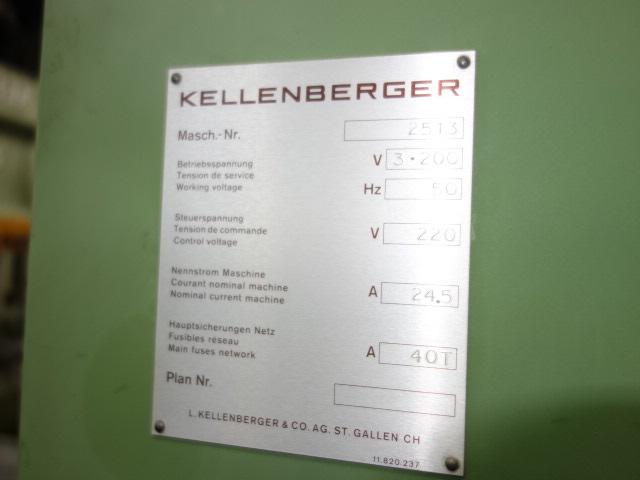 KELLENBERGER
Masch.-Nr. 2513
Betriebsspannung
Tension de service V 3·200
Working voltage Hz 50
Steuerspannung
Tension de commande V 220
Control voltage
Nennstrom Maschine
Courant nominal machine A 24.5
Nominal current machine
Hauptsicherungen Netz
Fusibles réseau A 40T
Main fuses network
Plan Nr.
L. KELLENBERGER & CO. AG. ST. GALLEN CH
11.820.237